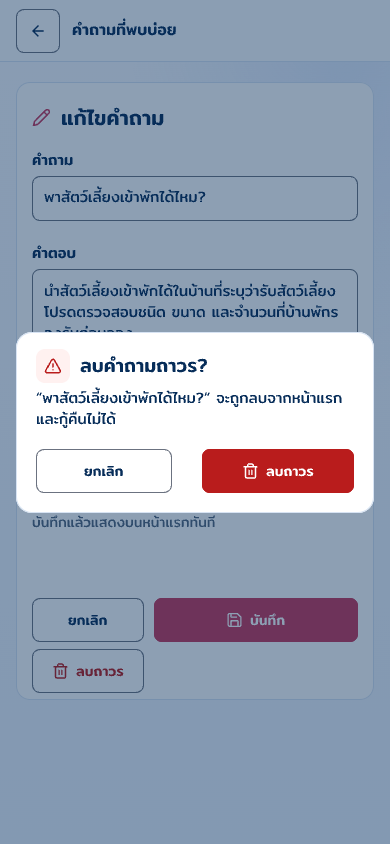 คำถามที่พบบ่อย
แก้ไขคำถาม
คำถาม
พาสัตว์เลี้ยงเข้าพักได้ไหม?
คำตอบ
นำสัตว์เลี้ยงเข้าพักได้ในบ้านที่ระบุว่ารับสัตว์เลี้ยง
โปรดตรวจสอบชนิด ขนาด และจำนวนที่บ้านพักร
ลบคำถามถาวร?
“พาสัตว์เลี้ยงเข้าพักได้ไหม?” จะถูกลบจากหน้าแรก
และกู้คืนไม่ได้
ยกเลิก
ลบถาวร
บันทึกแล้วแสดงบนหน้าแรกทันที
ยกเลิก
บันทึก
ลบถาวร